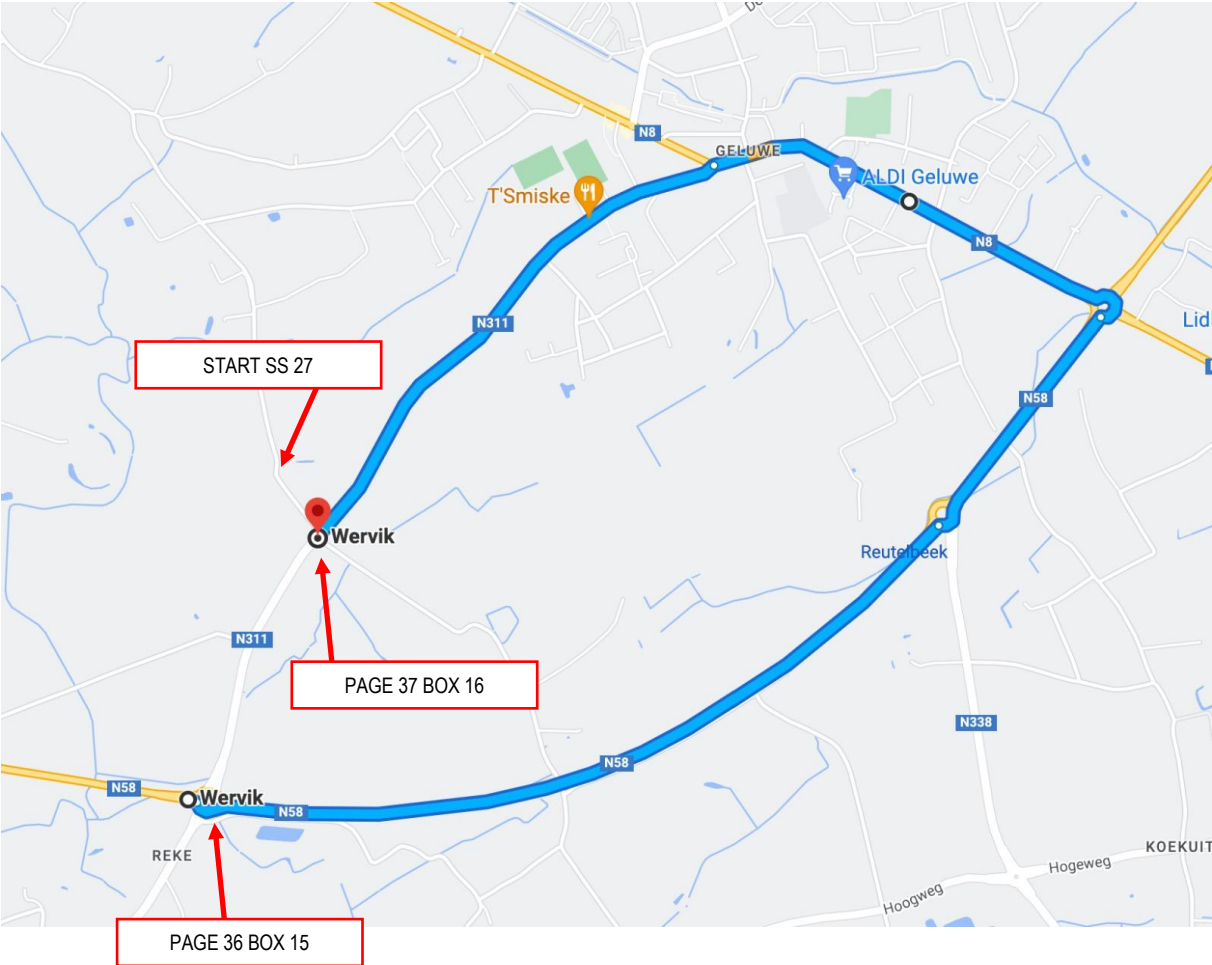 N8
GELUWE
T'Smiske
ALDI Geluwe
N8
N311
Lidl
START SS 27
N58
Wervik
Reutelbeek
N311
PAGE 37 BOX 16
N338
N58
N58
Wervik
N58
REKE
KOEKUIT
Hogeweg
Hoogweg
PAGE 36 BOX 15